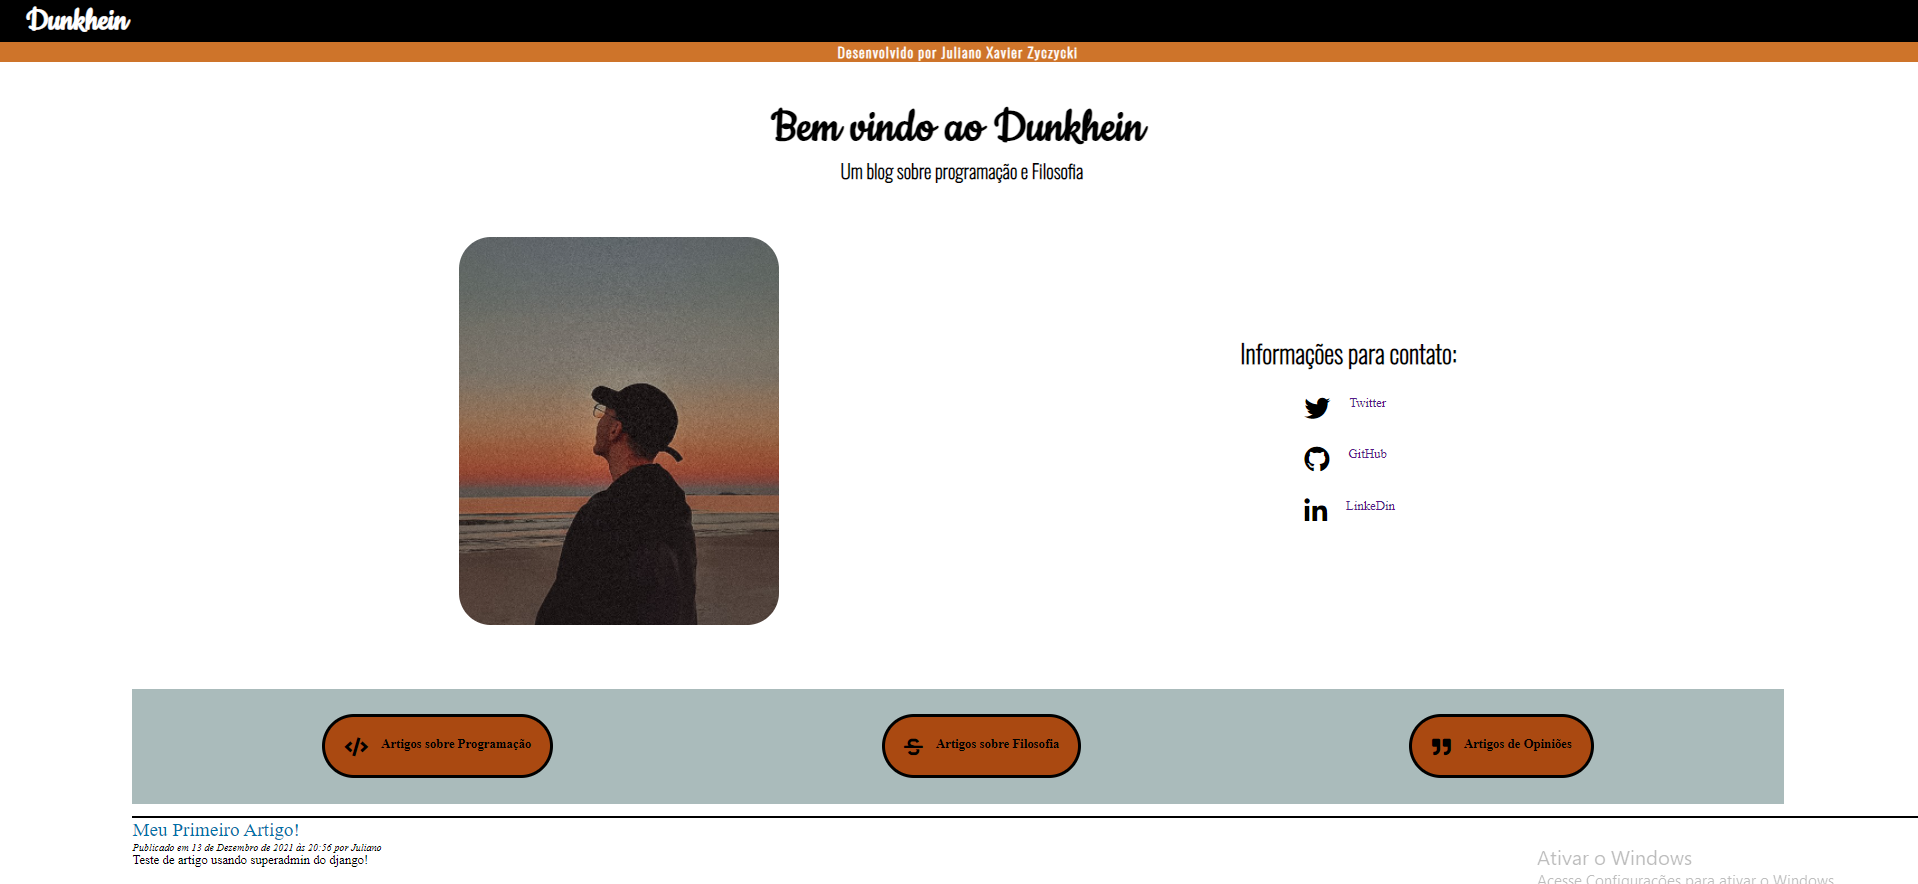 Dunkhein
Desenvolvido por Juliano Xavier Zyczycki
Bem vindo ao Dunkhein
Um blog sobre programação e Filosofia
Informações para contato:
Twitter
GitHub
LinkeDin
Artigos sobre Programação
Artigos sobre Filosofia
Artigos de Opiniões
Meu Primeiro Artigo!
Publicado em 13 de Dezembro de 2021 às 20:56 por Juliano
Teste de artigo usando superadmin do django!
Ativar o Windows
Acesse Configurações para ativar o Windows.